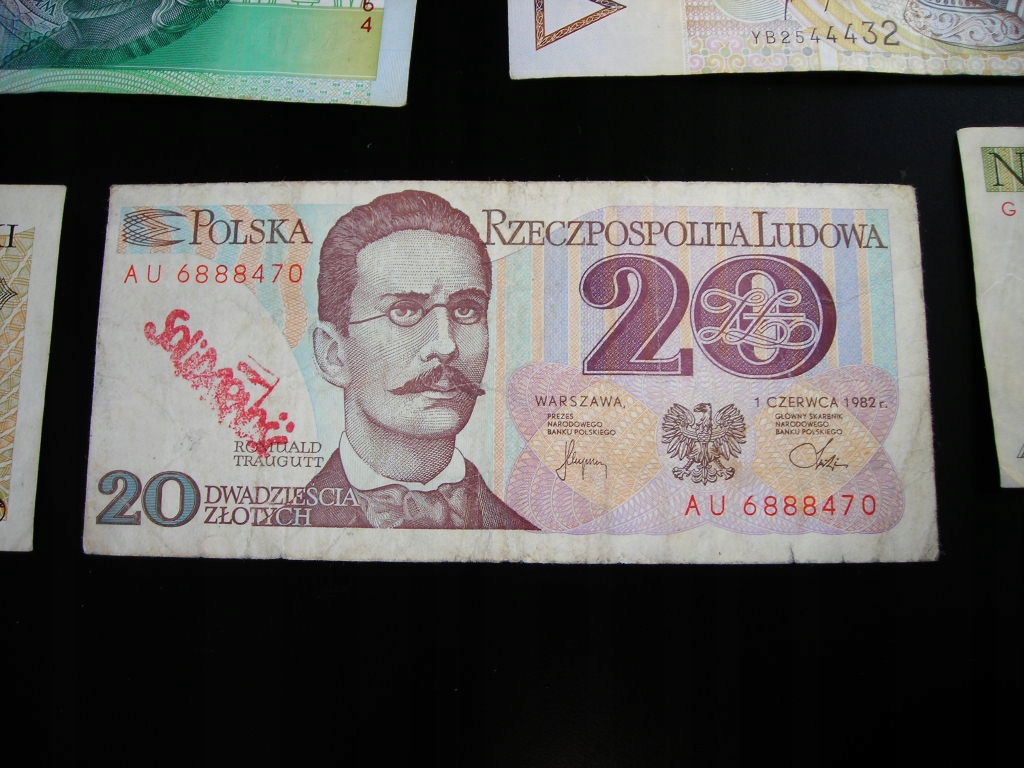 64
YB2544432
N
G
POLSKA RZECZPOSPOLITA LUDOWA
AU 6888470
20
WARSZAWA, 1 CZERWCA 1982 r.
PREZES
NARODOWEGO
BANKU POLSKIEGO
GŁÓWNY SKARBNIK
NARODOWEGO
BANKU POLSKIEGO
ROMUALD
TRAUGUTT
20 DWADZIEŚCIA
ZŁOTYCH
AU 6888470